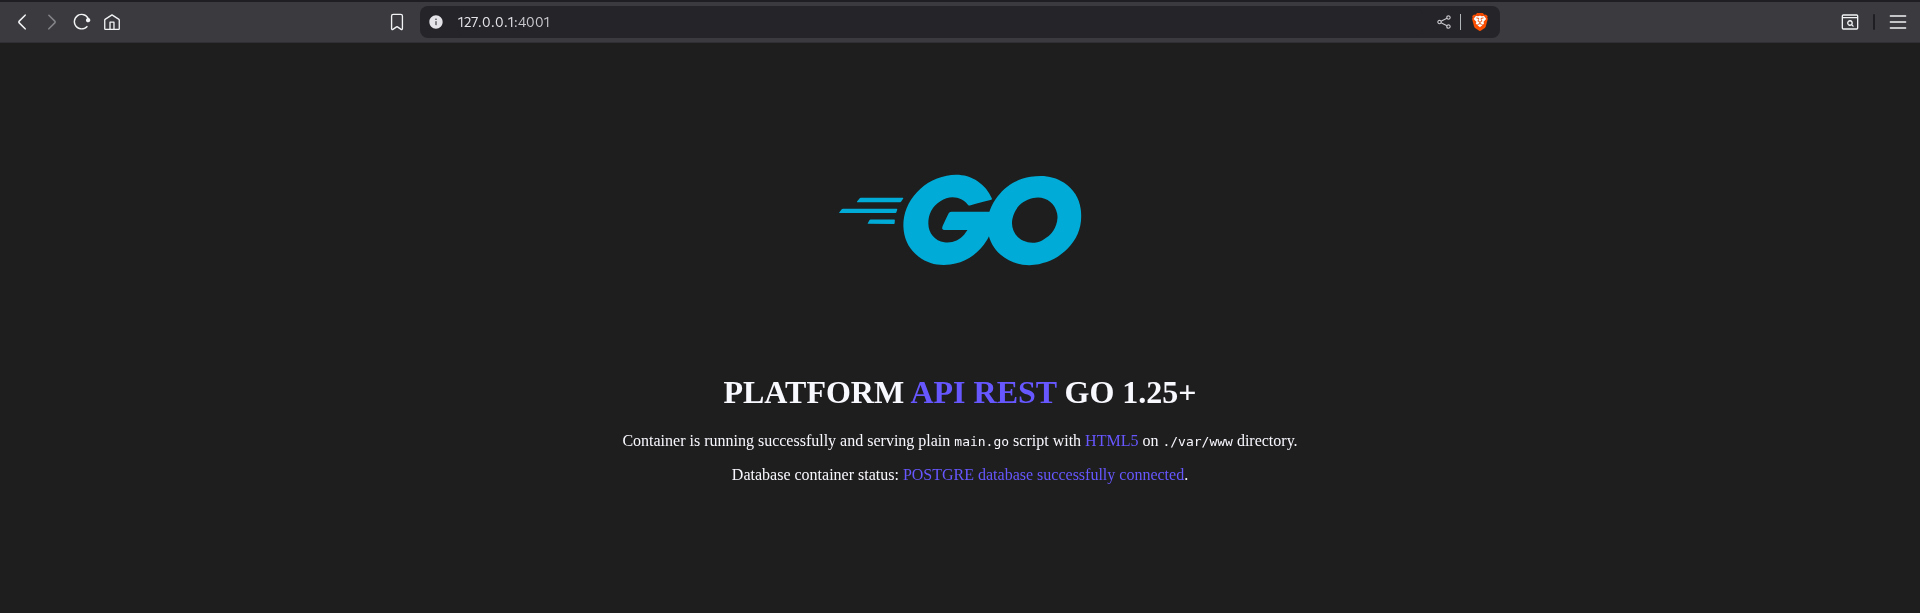 127.0.0.1:4001
GO
PLATFORM API REST GO 1.25+
Container is running successfully and serving plain main.go script with HTML5 on ./var/www directory.
Database container status: POSTGRE database successfully connected.